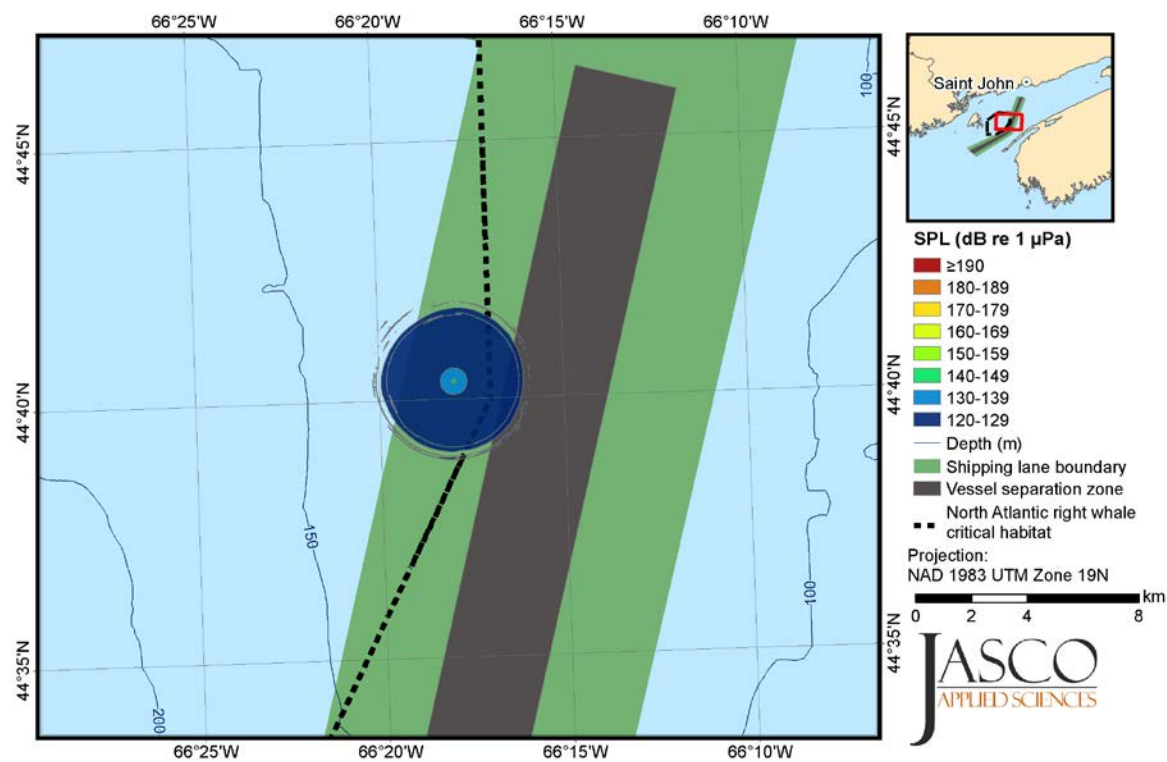 66°25'W
66°20'W
66°15'W
66°10'W
44°45'N
44°40'N
44°35'N
44°45'N
44°40'N
44°35'N
100
150
100
200
66°25'W
66°20'W
66°15'W
66°10'W
Saint John
SPL (dB re 1 µPa)
≥190
180-189
170-179
160-169
150-159
140-149
130-139
120-129
Depth (m)
Shipping lane boundary
Vessel separation zone
North Atlantic right whale
critical habitat
Projection:
NAD 1983 UTM Zone 19N
km
0 2 4 8
JASCO
APPLIED SCIENCES